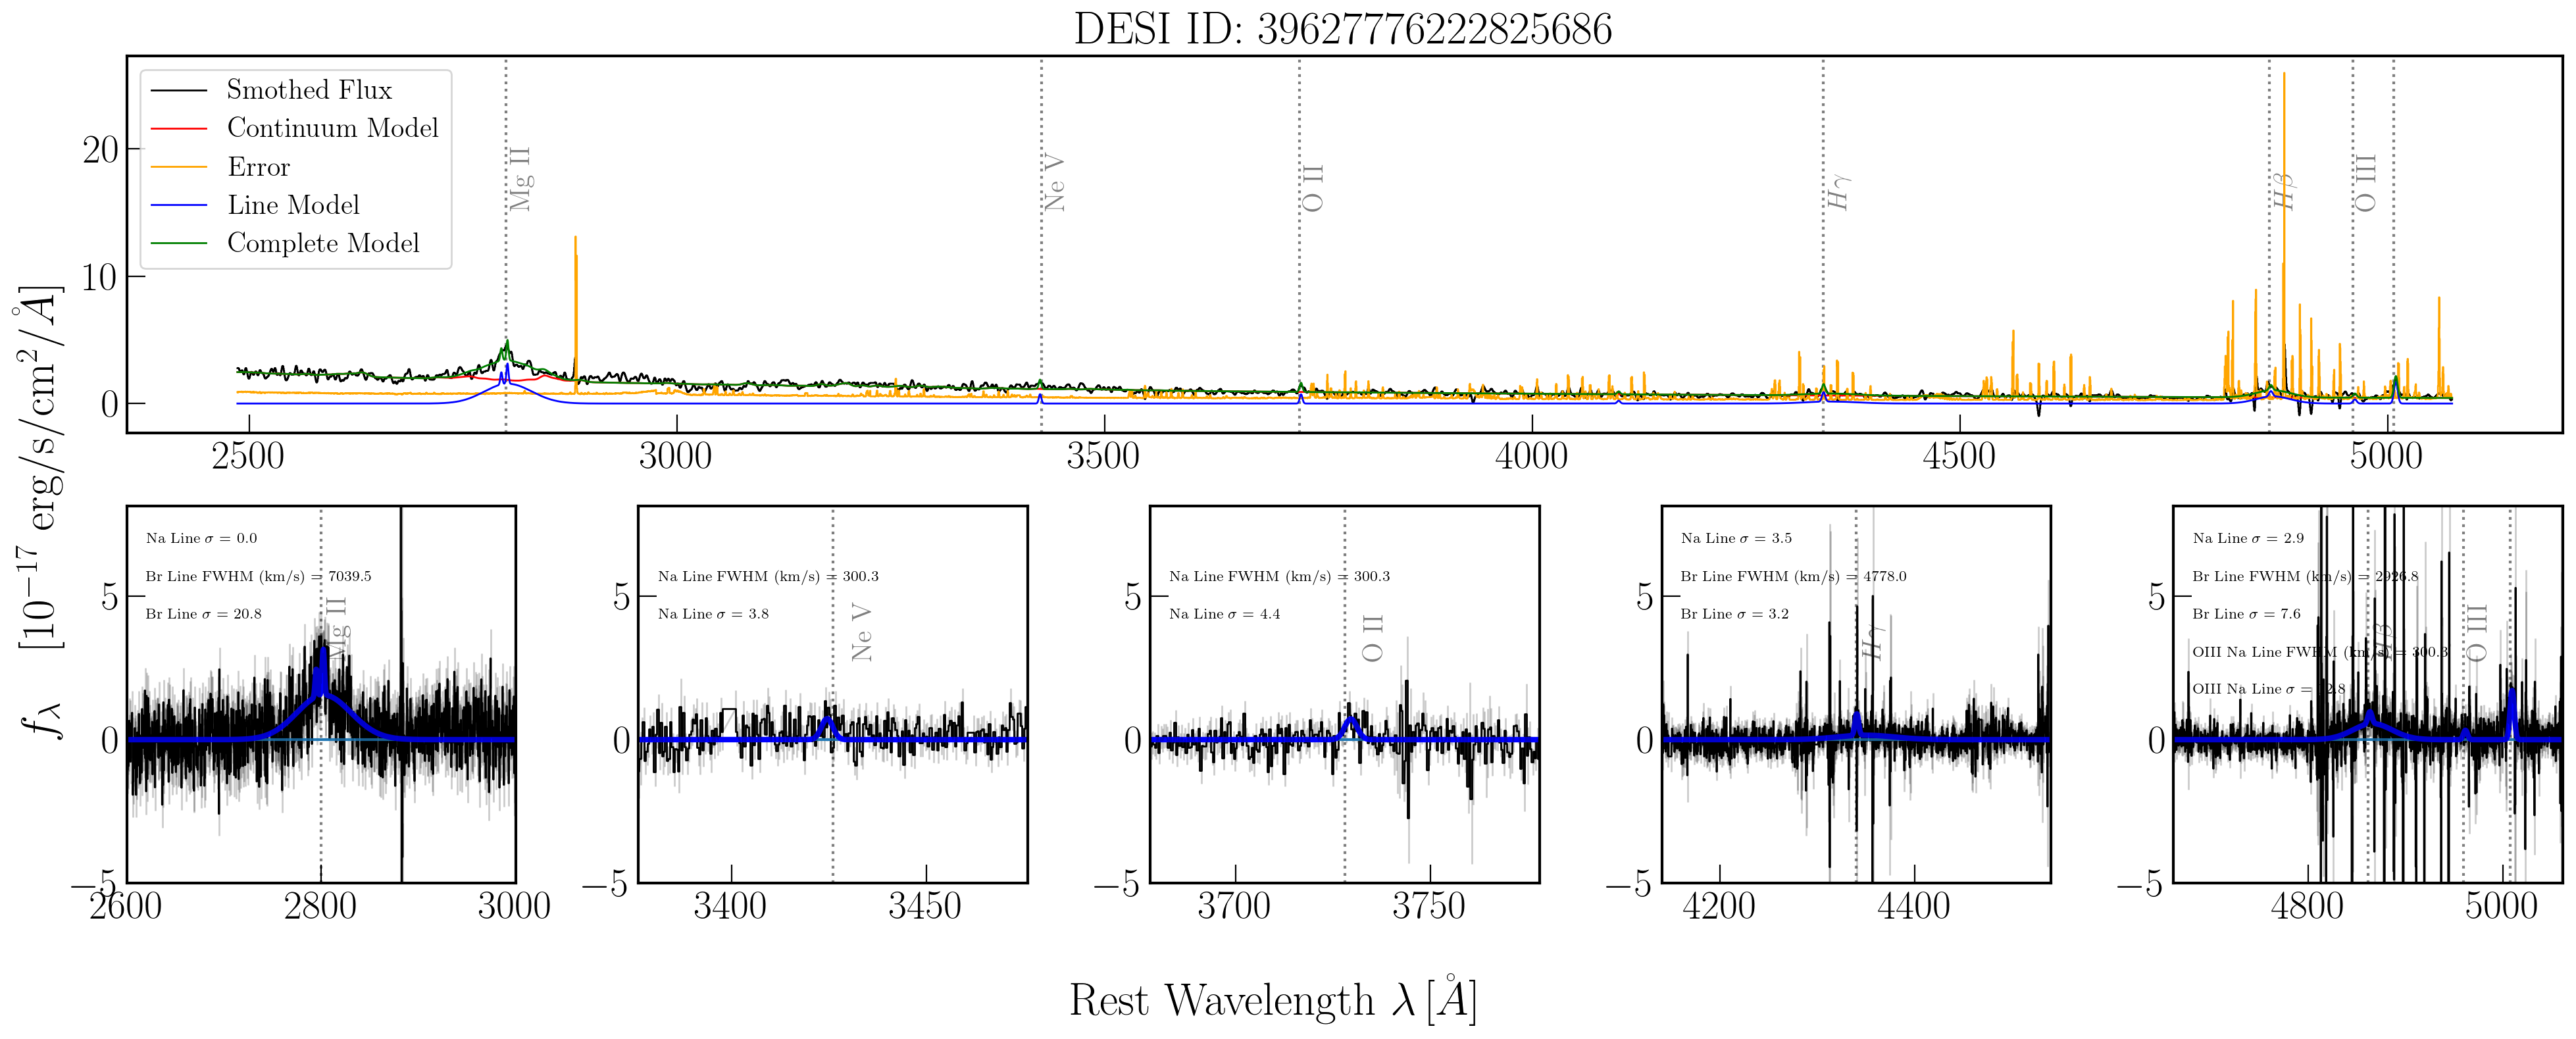 DESI ID: 39627776222825686
Smothed Flux
Continuum Model
Error
Line Model
Complete Model
Mg II
Ne V
O II
Hγ
Hβ
O III
20
10
0
2500 3000 3500 4000 4500 5000
f_λ [10^−17 erg/s/cm^2/Å]
Na Line σ = 0.0
Br Line FWHM (km/s) = 7039.5
Br Line σ = 20.8
Mg II
5
0
−5
2600 2800 3000
Na Line FWHM (km/s) = 300.3
Na Line σ = 3.8
Ne V
5
0
−5
3400 3450
Na Line FWHM (km/s) = 300.3
Na Line σ = 4.4
O II
5
0
−5
3700 3750
Na Line σ = 3.5
Br Line FWHM (km/s) = 4778.0
Br Line σ = 3.2
Hγ
5
0
−5
4200 4400
Na Line σ = 2.9
Br Line FWHM (km/s) = 2926.8
Br Line σ = 7.6
OIII Na Line FWHM (km/s) = 300.3
OIII Na Line σ =
Hβ
O III
5
0
−5
4800 5000
Rest Wavelength λ [Å]